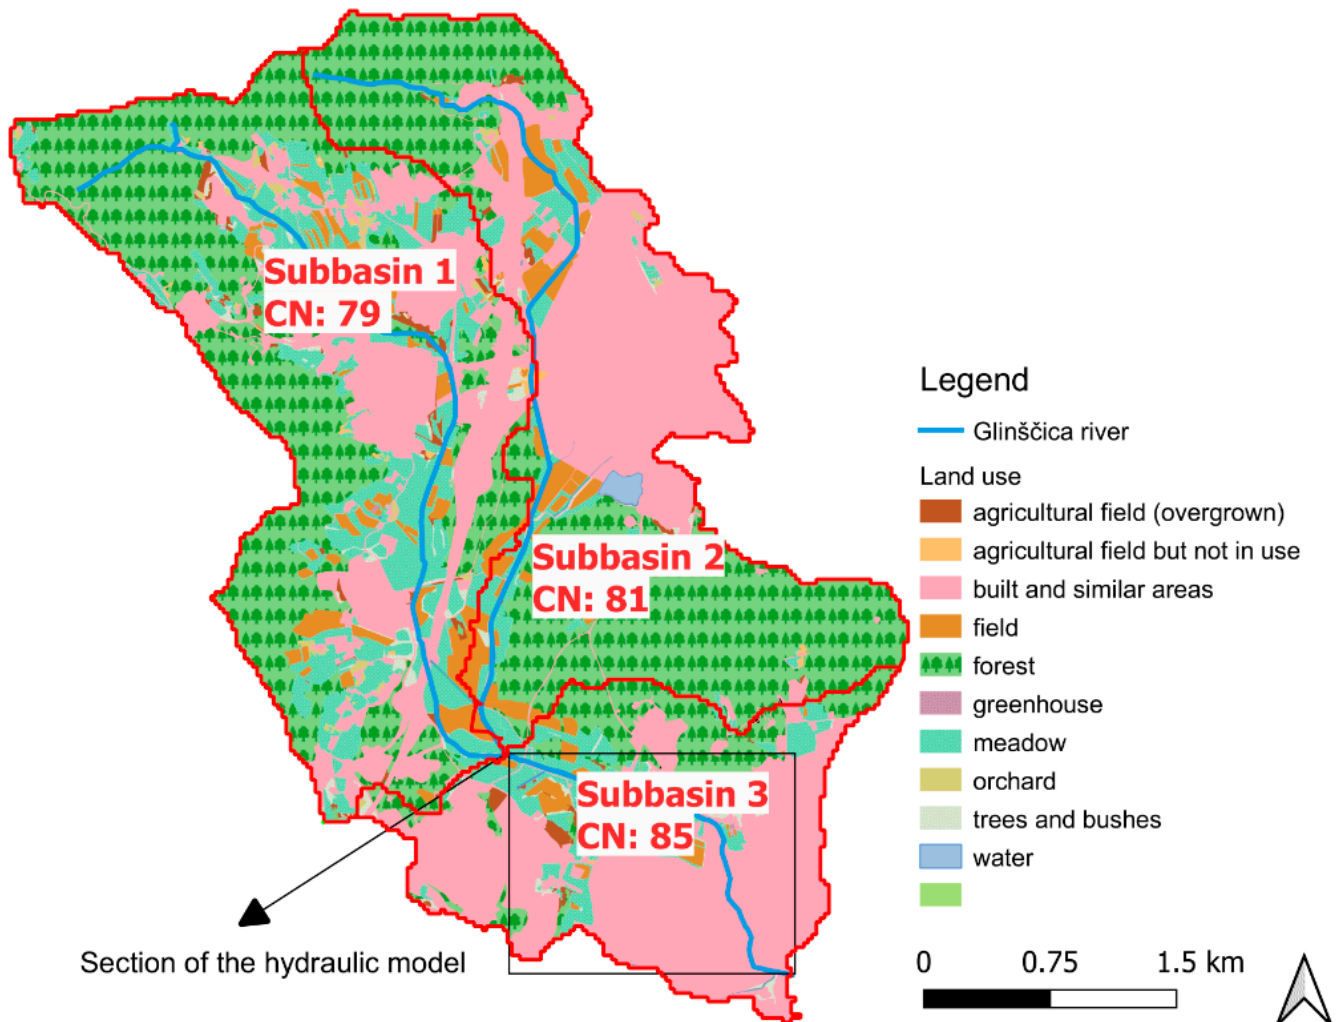 Subbasin 1
CN: 79
Subbasin 2
CN: 81
Subbasin 3
CN: 85
Section of the hydraulic model
Legend
Glinščica river
Land use
agricultural field (overgrown)
agricultural field but not in use
built and similar areas
field
forest
greenhouse
meadow
orchard
trees and bushes
water
0 0.75 1.5 km